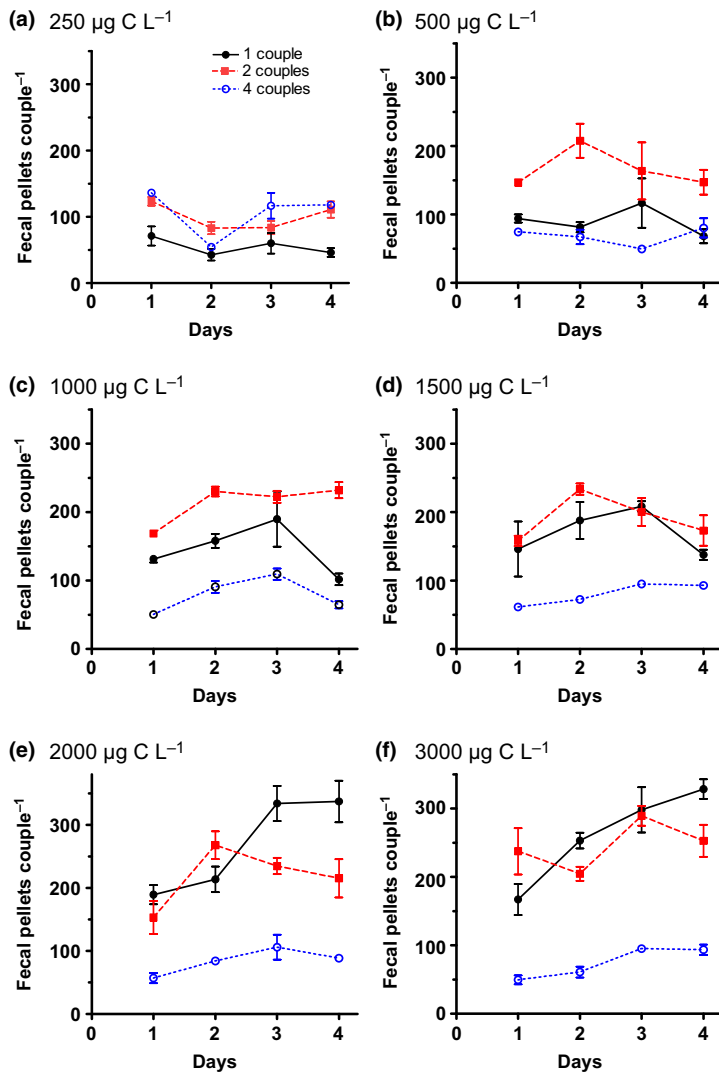 (a) 250 µg C L⁻¹
Fecal pellets couple⁻¹
300
200
100
0
0 1 2 3 4
Days
1 couple
2 couples
4 couples
(b) 500 µg C L⁻¹
Fecal pellets couple⁻¹
300
200
100
0
0 1 2 3 4
Days
(c) 1000 µg C L⁻¹
Fecal pellets couple⁻¹
300
200
100
0
0 1 2 3 4
Days
(d) 1500 µg C L⁻¹
Fecal pellets couple⁻¹
300
200
100
0
0 1 2 3 4
Days
(e) 2000 µg C L⁻¹
Fecal pellets couple⁻¹
300
200
100
0
0 1 2 3 4
Days
(f) 3000 µg C L⁻¹
Fecal pellets couple⁻¹
300
200
100
0
0 1 2 3 4
Days